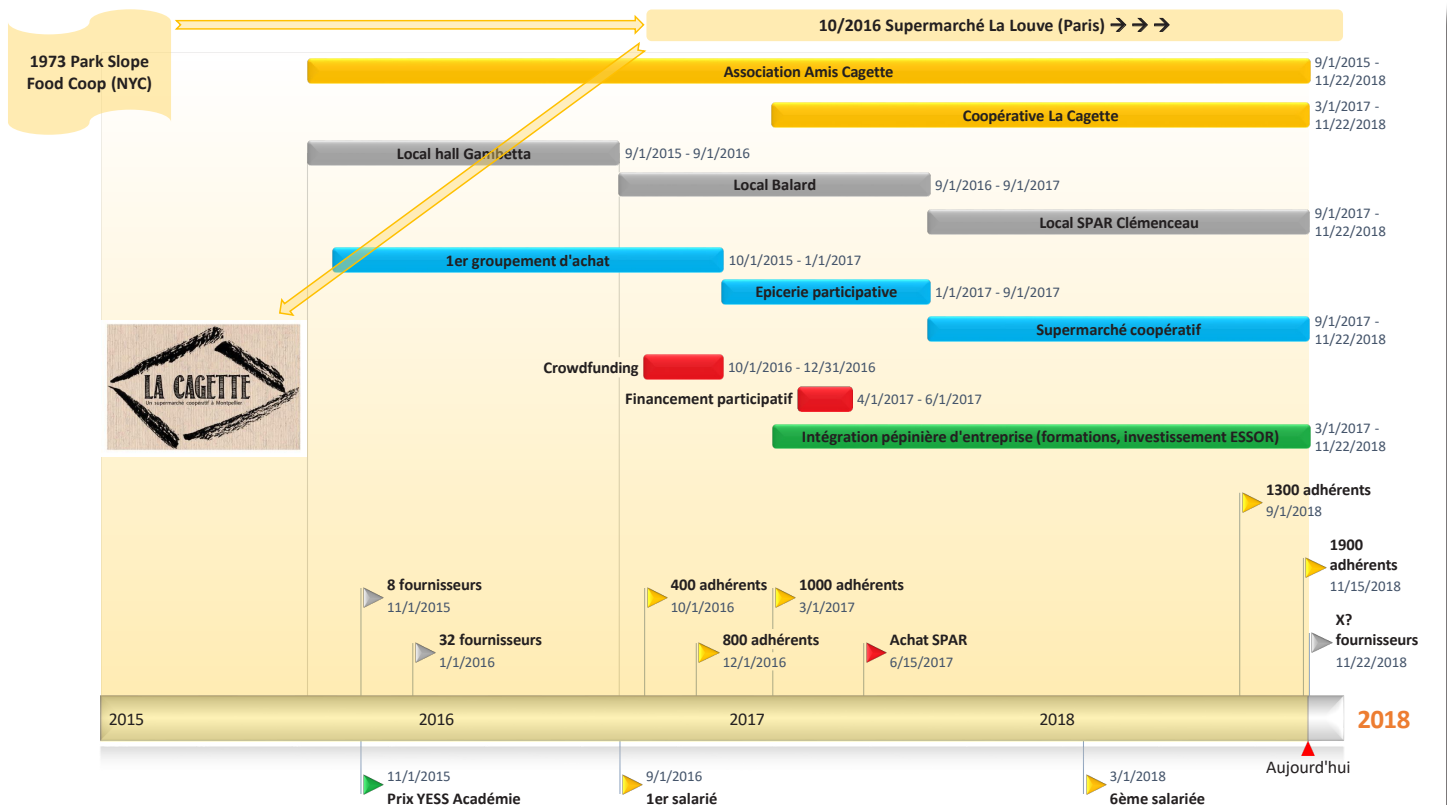 10/2016 Supermarché La Louve (Paris) → → →
1973 Park Slope
Food Coop (NYC)
Association Amis Cagette
9/1/2015 -
11/22/2018
Coopérative La Cagette
3/1/2017 -
11/22/2018
Local hall Gambetta
9/1/2015 - 9/1/2016
Local Balard
9/1/2016 - 9/1/2017
Local SPAR Clémenceau
9/1/2017 -
11/22/2018
1er groupement d'achat
10/1/2015 - 1/1/2017
Epicerie participative
1/1/2017 - 9/1/2017
Supermarché coopératif
9/1/2017 -
11/22/2018
LA CAGETTE
Un supermarché coopératif à Montpellier
Crowdfunding
10/1/2016 - 12/31/2016
Financement participatif
4/1/2017 - 6/1/2017
Intégration pépinière d'entreprise (formations, investissement ESSOR)
3/1/2017 -
11/22/2018
1300 adhérents
9/1/2018
1900
adhérents
11/15/2018
8 fournisseurs
11/1/2015
400 adhérents
10/1/2016
1000 adhérents
3/1/2017
X?
fournisseurs
11/22/2018
32 fournisseurs
1/1/2016
800 adhérents
12/1/2016
Achat SPAR
6/15/2017
2015
2016
2017
2018
2018
Aujourd'hui
11/1/2015
Prix YESS Académie
9/1/2016
1er salarié
3/1/2018
6ème salariée